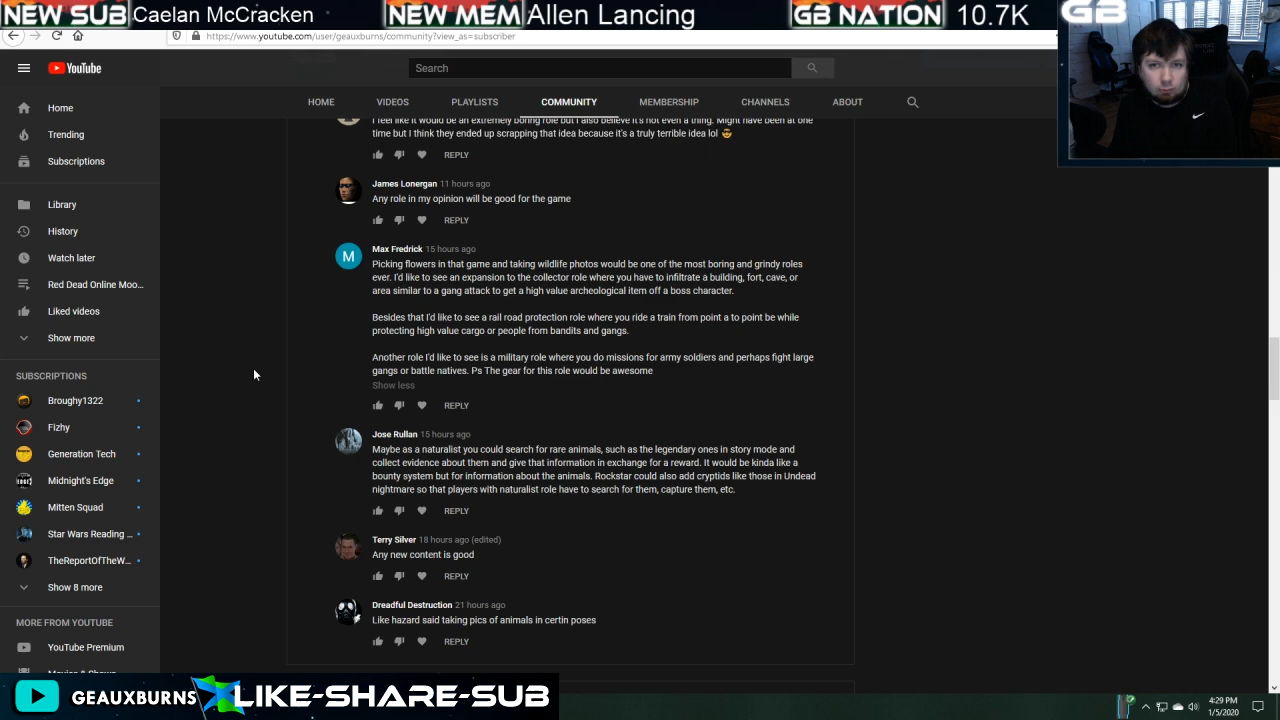 NEW SUB Caelan McCracken NEW MEM Allen Lancing GB NATION 10.7K GB
https://www.youtube.com/user/geauxburns/community?view_as=subscriber
YouTube
Search
HOME VIDEOS PLAYLISTS COMMUNITY MEMBERSHIP CHANNELS ABOUT
Home
Trending
Subscriptions
Library
History
Watch later
Red Dead Online Moo...
Liked videos
Show more
SUBSCRIPTIONS
Broughy1322
Fizhy
Generation Tech
Midnight's Edge
Mitten Squad
Star Wars Reading ...
TheReportOfTheW...
Show 8 more
MORE FROM YOUTUBE
YouTube Premium
I feel like it would be an extremely boring role but I also believe it's not even a thing. Might have been at one
time but I think they ended up scrapping that idea because it's a truly terrible idea lol 😎
REPLY
James Lonergan 11 hours ago
Any role in my opinion will be good for the game
REPLY
M
Max Fredrick 15 hours ago
Picking flowers in that game and taking wildlife photos would be one of the most boring and grindy roles
ever. I'd like to see an expansion to the collector role where you have to infiltrate a building, fort, cave, or
area similar to a gang attack to get a high value archeological item off a boss character.
Besides that I'd like to see a rail road protection role where you ride a train from point a to point be while
protecting high value cargo or people from bandits and gangs.
Another role I'd like to see is a military role where you do missions for army soldiers and perhaps fight large
gangs or battle natives. Ps The gear for this role would be awesome
Show less
REPLY
Jose Rullan 15 hours ago
Maybe as a naturalist you could search for rare animals, such as the legendary ones in story mode and
collect evidence about them and give that information in exchange for a reward. It would be kinda like a
bounty system but for information about the animals. Rockstar could also add cryptids like those in Undead
nightmare so that players with naturalist role have to search for them, capture them, etc.
REPLY
Terry Silver 18 hours ago (edited)
Any new content is good
REPLY
Dreadful Destruction 21 hours ago
Like hazard said taking pics of animals in certin poses
REPLY
GEAUXBURNS LIKE-SHARE-SUB
4:29 PM
1/5/2020